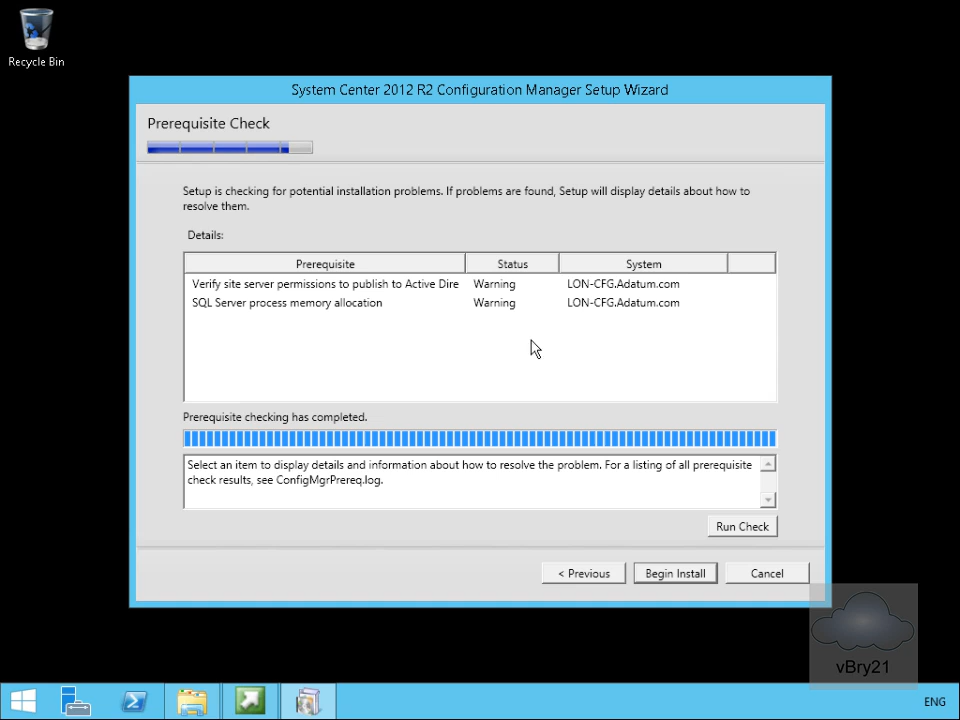 Recycle Bin
System Center 2012 R2 Configuration Manager Setup Wizard
Prerequisite Check
Setup is checking for potential installation problems. If problems are found, Setup will display details about how to
resolve them.
Details:
Prerequisite Status System
Verify site server permissions to publish to Active Dire Warning LON-CFG.Adatum.com
SQL Server process memory allocation Warning LON-CFG.Adatum.com
Prerequisite checking has completed.
Select an item to display details and information about how to resolve the problem. For a listing of all prerequisite
check results, see ConfigMgrPrereq.log.
Run Check
< Previous Begin Install Cancel
vBry21
ENG